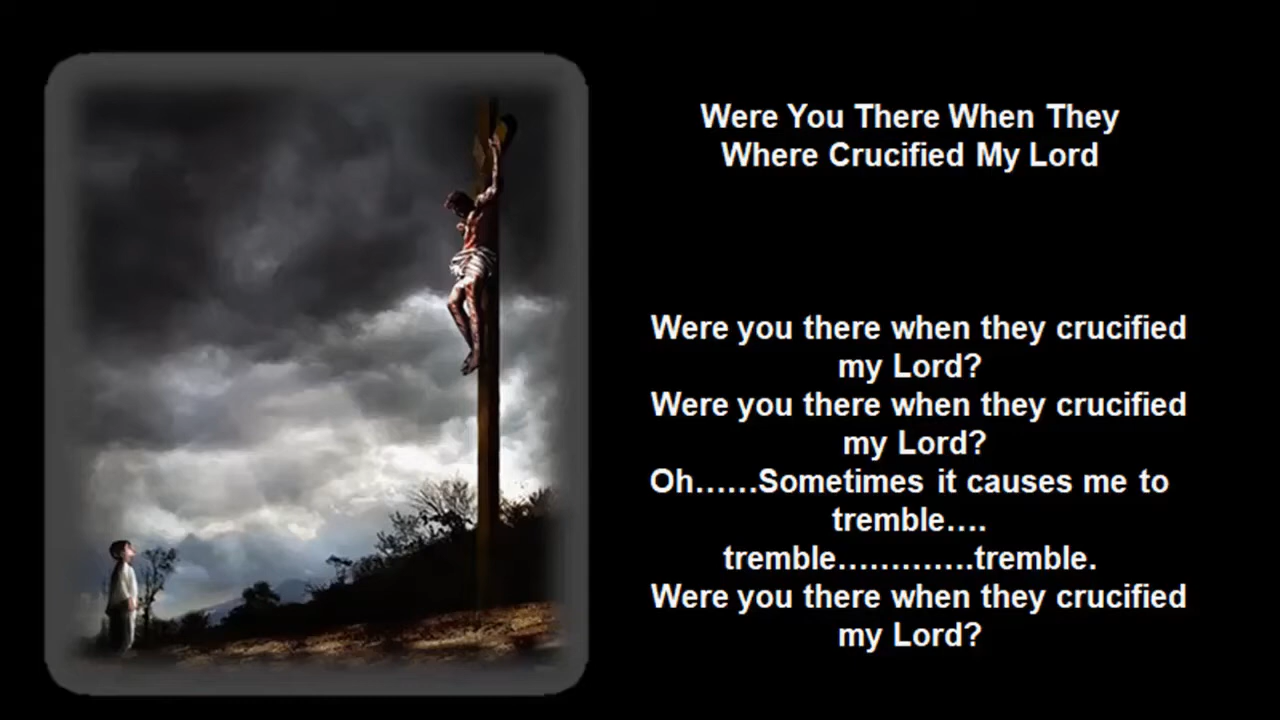 Were You There When They
Where Crucified My Lord
Were you there when they crucified
my Lord?
Were you there when they crucified
my Lord?
Oh……Sometimes it causes me to
tremble….
tremble………….tremble.
Were you there when they crucified
my Lord?